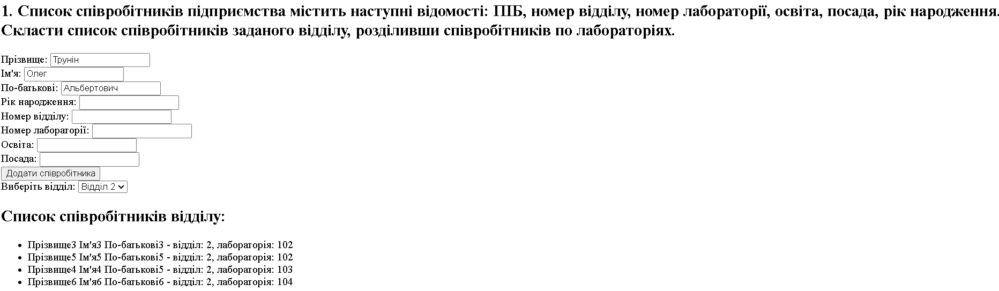 1. Список співробітників підприємства містить наступні відомості: ПІБ, номер відділу, номер лабораторії, освіта, посада, рік народження.
Скласти список співробітників заданого відділу, розділивши співробітників по лабораторіях.
Прізвище: Трунін
Ім'я: Олег
По-батькові: Альбертович
Рік народження:
Номер відділу:
Номер лабораторії:
Освіта:
Посада:
Додати співробітника
Виберіть відділ: Відділ 2
Список співробітників відділу:
• Прізвище3 Ім'я3 По-батькові3 - відділ: 2, лабораторія: 102
• Прізвище5 Ім'я5 По-батькові5 - відділ: 2, лабораторія: 102
• Прізвище4 Ім'я4 По-батькові5 - відділ: 2, лабораторія: 103
• Прізвище6 Ім'я6 По-батькові6 - відділ: 2, лабораторія: 104